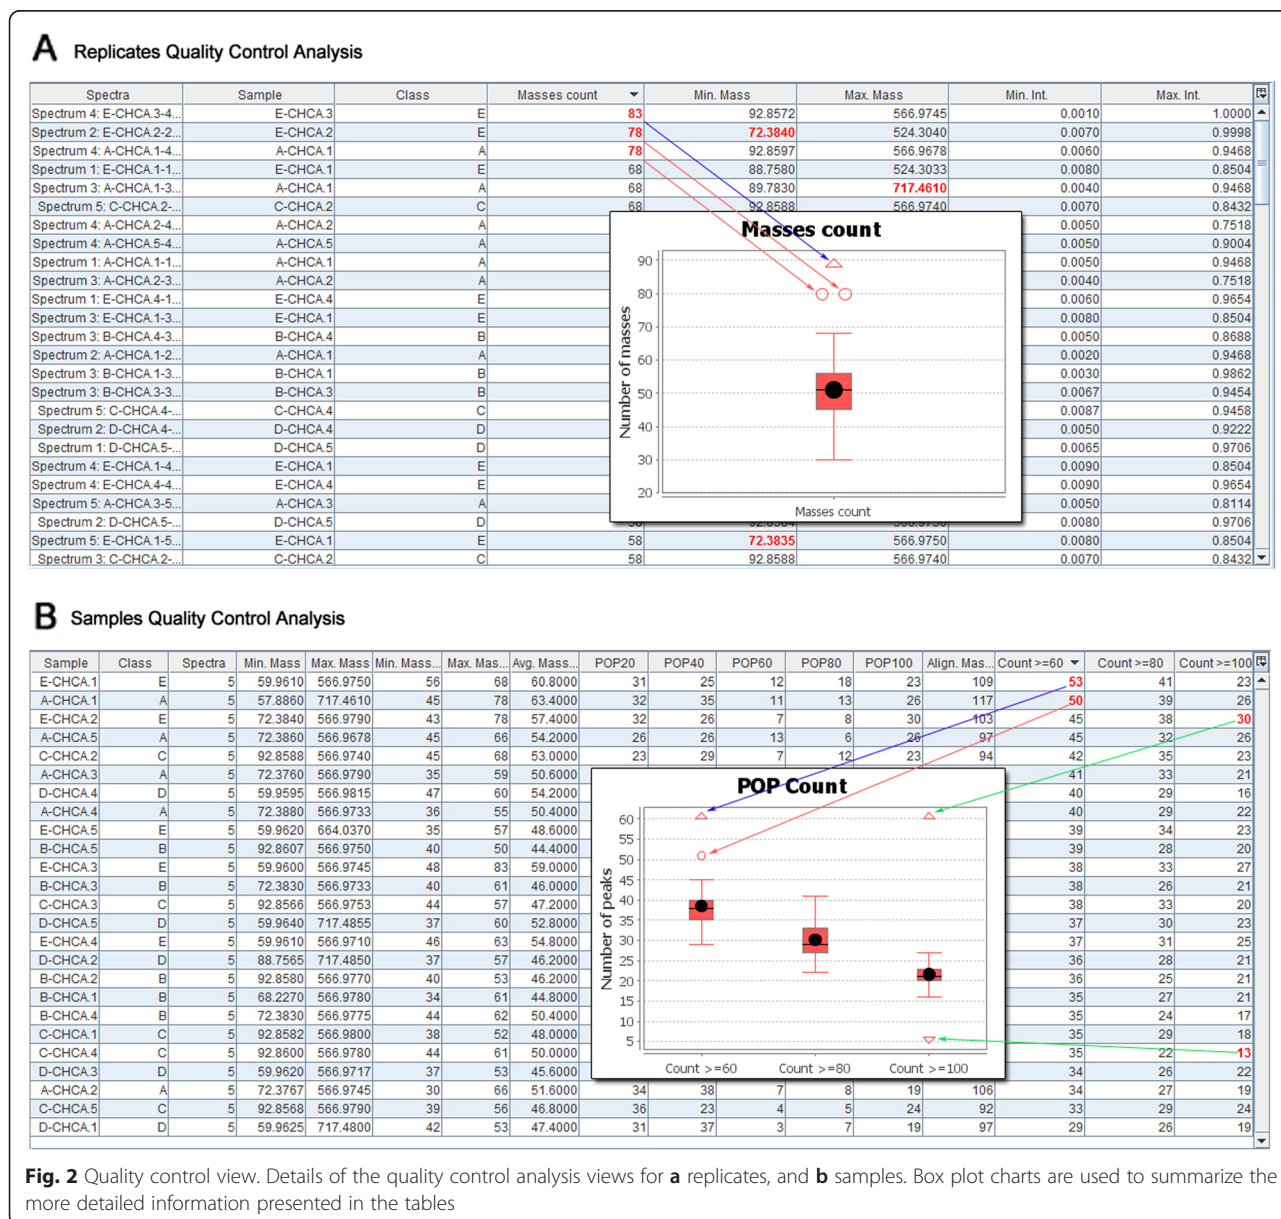 A Replicates Quality Control Analysis
Spectra Sample Class Masses count Min. Mass Max. Mass Min. Int. Max. Int.
Spectrum 4: E-CHCA.3-4... E-CHCA.3 E 83 92.8572 566.9745 0.0010 1.0000
Spectrum 2: E-CHCA.2-2... E-CHCA.2 E 78 72.3840 524.3040 0.0070 0.9998
Spectrum 4: A-CHCA.1-4... A-CHCA.1 A 78 92.8597 566.9678 0.0060 0.9468
Spectrum 1: E-CHCA.1-1... E-CHCA.1 E 68 88.7580 524.3033 0.0080 0.8504
Spectrum 3: A-CHCA.1-3... A-CHCA.1 A 68 89.7830 717.4610 0.0040 0.9468
Spectrum 5: C-CHCA.2-... C-CHCA.2 C 68 92.8588 566.9740 0.0070 0.8432
Spectrum 4: A-CHCA.2-4... A-CHCA.2 A 0.0050 0.7518
Spectrum 4: A-CHCA.5-4... A-CHCA.5 A 0.0050 0.9004
Spectrum 1: A-CHCA.1-1... A-CHCA.1 A 0.0050 0.9468
Spectrum 3: A-CHCA.2-3... A-CHCA.2 A 0.0040 0.7518
Spectrum 1: E-CHCA.4-1... E-CHCA.4 E 0.0060 0.9654
Spectrum 3: E-CHCA.1-3... E-CHCA.1 E 0.0080 0.8504
Spectrum 3: B-CHCA.4-3... B-CHCA.4 B 0.0050 0.8688
Spectrum 2: A-CHCA.1-2... A-CHCA.1 A 0.0020 0.9468
Spectrum 3: B-CHCA.1-3... B-CHCA.1 B 0.0030 0.9862
Spectrum 3: B-CHCA.3-3... B-CHCA.3 B 0.0067 0.9454
Spectrum 5: C-CHCA.4-... C-CHCA.4 C 0.0087 0.9458
Spectrum 2: D-CHCA.4-... D-CHCA.4 D 0.0050 0.9222
Spectrum 1: D-CHCA.5-... D-CHCA.5 D 0.0065 0.9706
Spectrum 4: E-CHCA.1-4... E-CHCA.1 E 0.0090 0.8504
Spectrum 4: E-CHCA.4-4... E-CHCA.4 E 0.0090 0.9654
Spectrum 5: A-CHCA.3-5... A-CHCA.3 A 0.0050 0.8114
Spectrum 2: D-CHCA.5-... D-CHCA.5 D 0.0080 0.9706
Spectrum 5: E-CHCA.1-5... E-CHCA.1 E 58 72.3835 566.9750 0.0080 0.8504
Spectrum 3: C-CHCA.2-... C-CHCA.2 C 58 92.8588 566.9740 0.0070 0.8432
Masses count
Number of masses
90
80
70
60
50
40
30
20
Masses count
B Samples Quality Control Analysis
Sample Class Spectra Min. Mass Max. Mass Min. Mass... Max. Mas... Avg. Mass... POP20 POP40 POP60 POP80 POP100 Align. Mas... Count >=60 Count >=80 Count >=100
E-CHCA.1 E 5 59.9610 566.9750 56 68 60.8000 31 25 12 18 23 109 53 41 23
A-CHCA.1 A 5 57.8860 717.4610 45 78 63.4000 32 35 11 13 26 117 50 39 26
E-CHCA.2 E 5 72.3840 566.9790 43 78 57.4000 32 26 7 8 30 103 45 38 30
A-CHCA.5 A 5 72.3860 566.9678 45 66 54.2000 26 26 13 6 26 97 45 32 26
C-CHCA.2 C 5 92.8588 566.9740 45 68 53.0000 23 29 7 12 23 94 42 35 23
A-CHCA.3 A 5 72.3760 566.9790 35 59 50.6000 41 33 21
D-CHCA.4 D 5 59.9595 566.9815 47 60 54.2000 40 29 16
A-CHCA.4 A 5 72.3880 566.9733 36 55 50.4000 40 29 22
E-CHCA.5 E 5 59.9620 664.0370 35 57 48.6000 39 34 23
B-CHCA.5 B 5 92.8607 566.9750 40 50 44.4000 39 28 20
E-CHCA.3 E 5 59.9600 566.9745 48 83 59.0000 38 33 27
B-CHCA.3 B 5 72.3830 566.9733 40 61 46.0000 38 26 21
C-CHCA.3 C 5 92.8566 566.9753 44 57 47.2000 38 33 20
D-CHCA.5 D 5 59.9640 717.4855 37 60 52.8000 37 30 23
E-CHCA.4 E 5 59.9610 566.9710 46 63 54.8000 37 31 25
D-CHCA.2 D 5 88.7565 717.4850 37 57 46.2000 36 28 21
B-CHCA.2 B 5 92.8580 566.9770 40 53 46.2000 36 25 21
B-CHCA.1 B 5 68.2270 566.9780 34 61 44.8000 35 27 21
B-CHCA.4 B 5 72.3830 566.9775 44 62 50.4000 35 24 17
C-CHCA.1 C 5 92.8582 566.9800 38 52 48.0000 35 29 18
C-CHCA.4 C 5 92.8600 566.9780 44 61 50.0000 35 22 13
D-CHCA.3 D 5 59.9620 566.9717 37 53 45.6000 34 26 22
A-CHCA.2 A 5 72.3767 566.9745 30 66 51.6000 34 38 7 8 19 106 34 27 19
C-CHCA.5 C 5 92.8568 566.9790 39 56 46.8000 36 23 4 5 24 92 33 29 24
D-CHCA.1 D 5 59.9625 717.4800 42 53 47.4000 31 37 3 7 19 97 29 26 19
POP Count
Number of peaks
60
55
50
45
40
35
30
25
20
15
10
5
Count >=60 Count >=80 Count >=100
Fig. 2 Quality control view. Details of the quality control analysis views for a replicates, and b samples. Box plot charts are used to summarize the
more detailed information presented in the tables